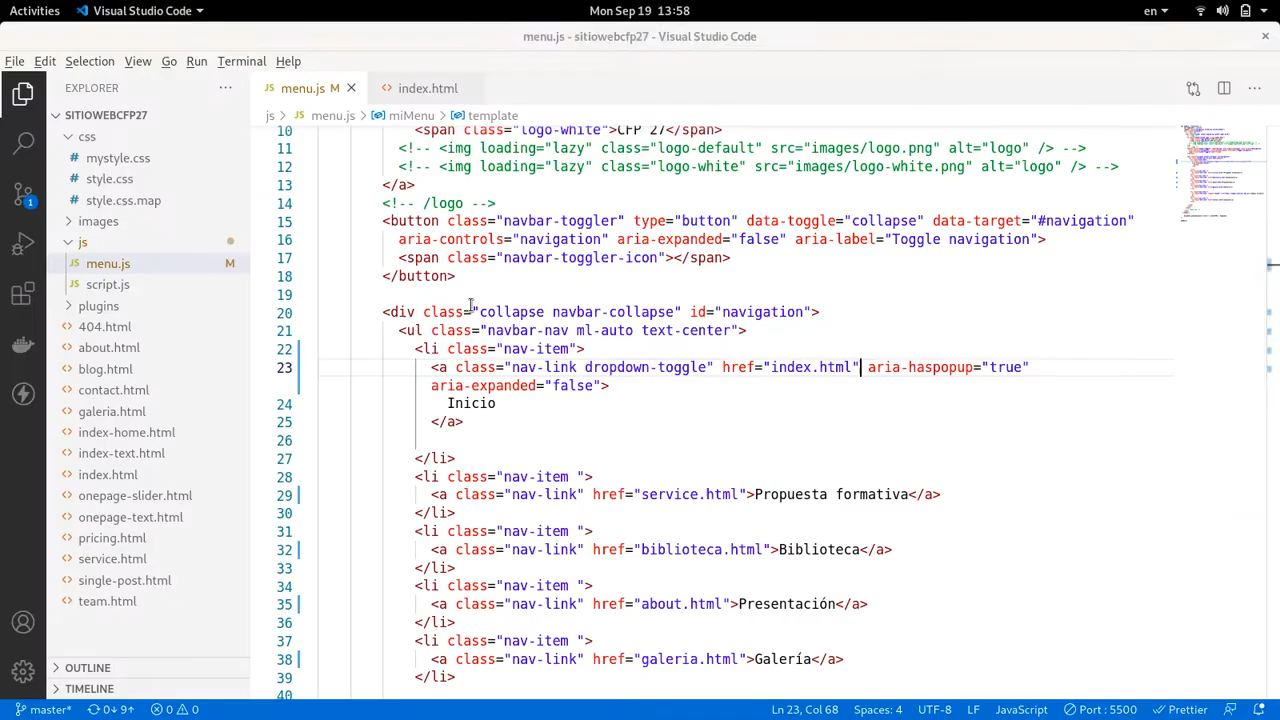 Activities Visual Studio Code Mon Sep 19 13:58 en
menu.js - sitiowebcfp27 - Visual Studio Code ×
File Edit Selection View Go Run Terminal Help
EXPLORER ...
JS menu.js M × <> index.html ...
SITIOWEBCFP27
js > JS menu.js > miMenu > template
css
mystyle.css
style.css
style.css.map
images
js
JS menu.js M
JS script.js
plugins
404.html
about.html
blog.html
contact.html
galeria.html
index-home.html
index-text.html
index.html
onepage-slider.html
onepage-text.html
pricing.html
service.html
single-post.html
team.html
OUTLINE
TIMELINE
1
10 <span class="logo-white">CFP 27</span>
11 <!-- <img loading="lazy" class="logo-default" src="images/logo.png" alt="logo" /> -->
12 <!-- <img loading="lazy" class="logo-white" src="images/logo-white.png" alt="logo" /> -->
13 </a>
14 <!-- /logo -->
15 <button class="navbar-toggler" type="button" data-toggle="collapse" data-target="#navigation"
16 aria-controls="navigation" aria-expanded="false" aria-label="Toggle navigation">
17 <span class="navbar-toggler-icon"></span>
18 </button>
19
20 <div class="collapse navbar-collapse" id="navigation">
21 <ul class="navbar-nav ml-auto text-center">
22 <li class="nav-item">
23 <a class="nav-link dropdown-toggle" href="index.html" aria-haspopup="true"
aria-expanded="false">
24 Inicio
25 </a>
26
27 </li>
28 <li class="nav-item ">
29 <a class="nav-link" href="service.html">Propuesta formativa</a>
30 </li>
31 <li class="nav-item ">
32 <a class="nav-link" href="biblioteca.html">Biblioteca</a>
33 </li>
34 <li class="nav-item ">
35 <a class="nav-link" href="about.html">Presentación</a>
36 </li>
37 <li class="nav-item ">
38 <a class="nav-link" href="galeria.html">Galería</a>
39 </li>
40
master* 0↓ 9↑ 0 0 Ln 23, Col 68 Spaces: 4 UTF-8 LF JavaScript Port : 5500 Prettier